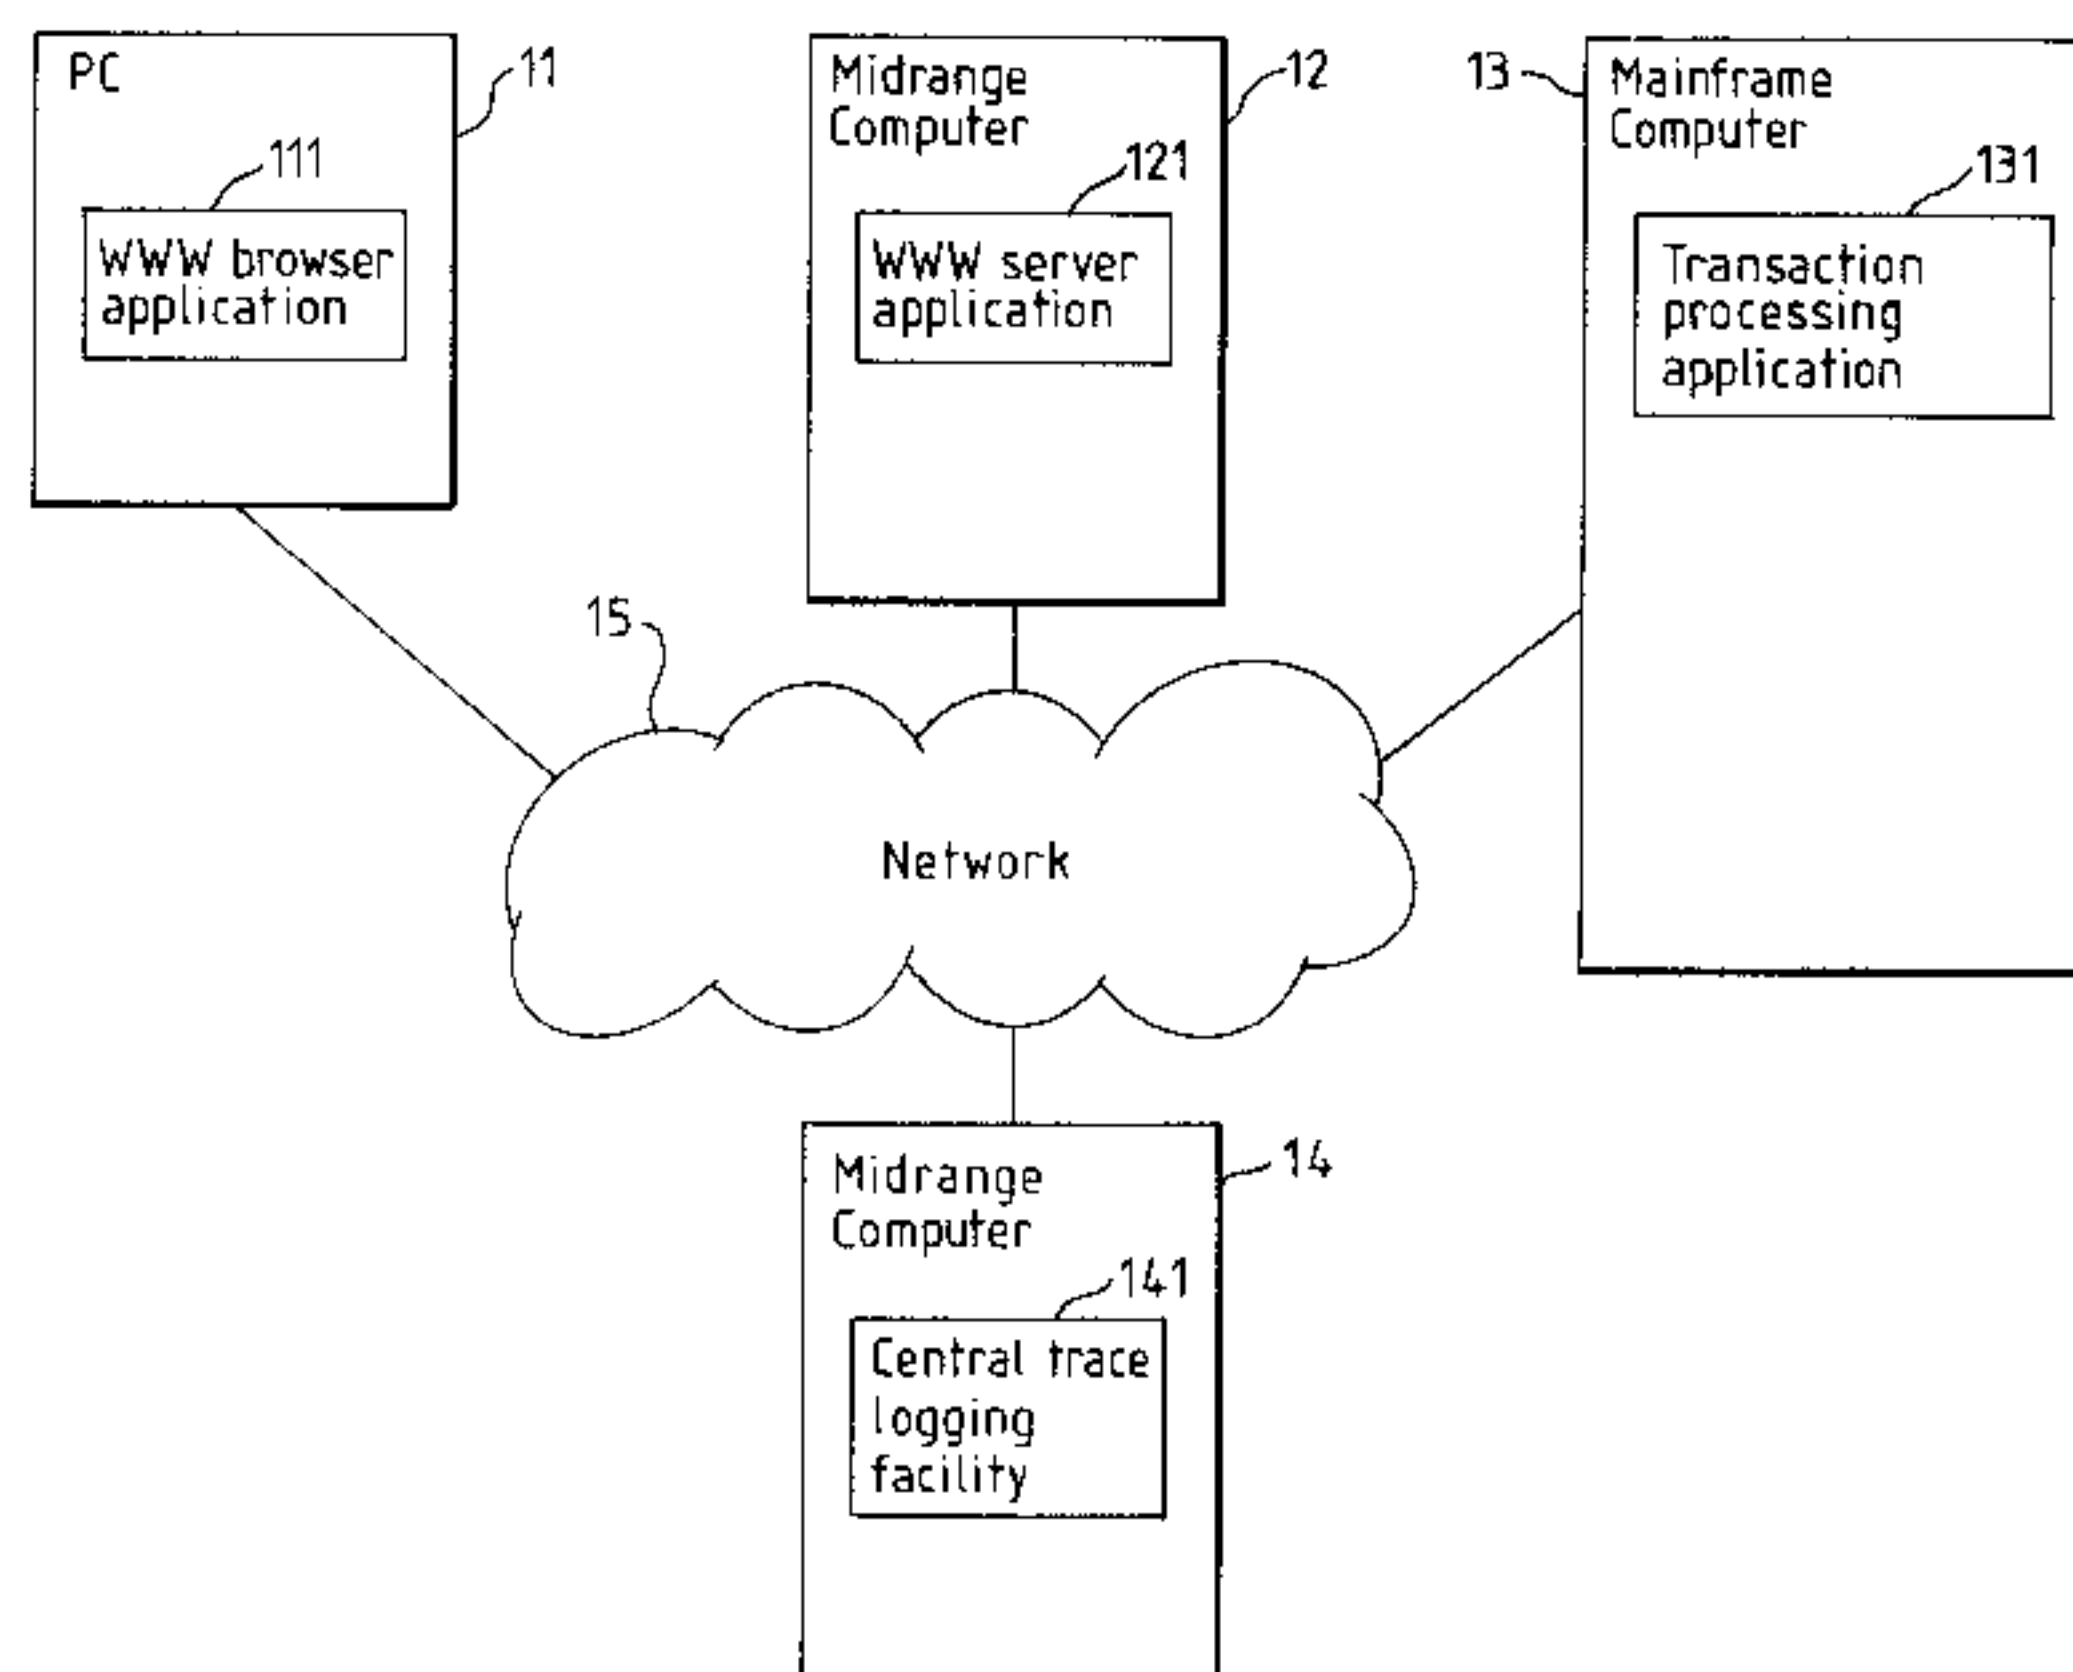 PC
11
111
WWW browser
application
Midrange
Computer
12
121
WWW server
application
13
Mainframe
Computer
131
Transaction
processing
application
15
Network
Midrange
Computer
14
141
Central trace
logging
facility